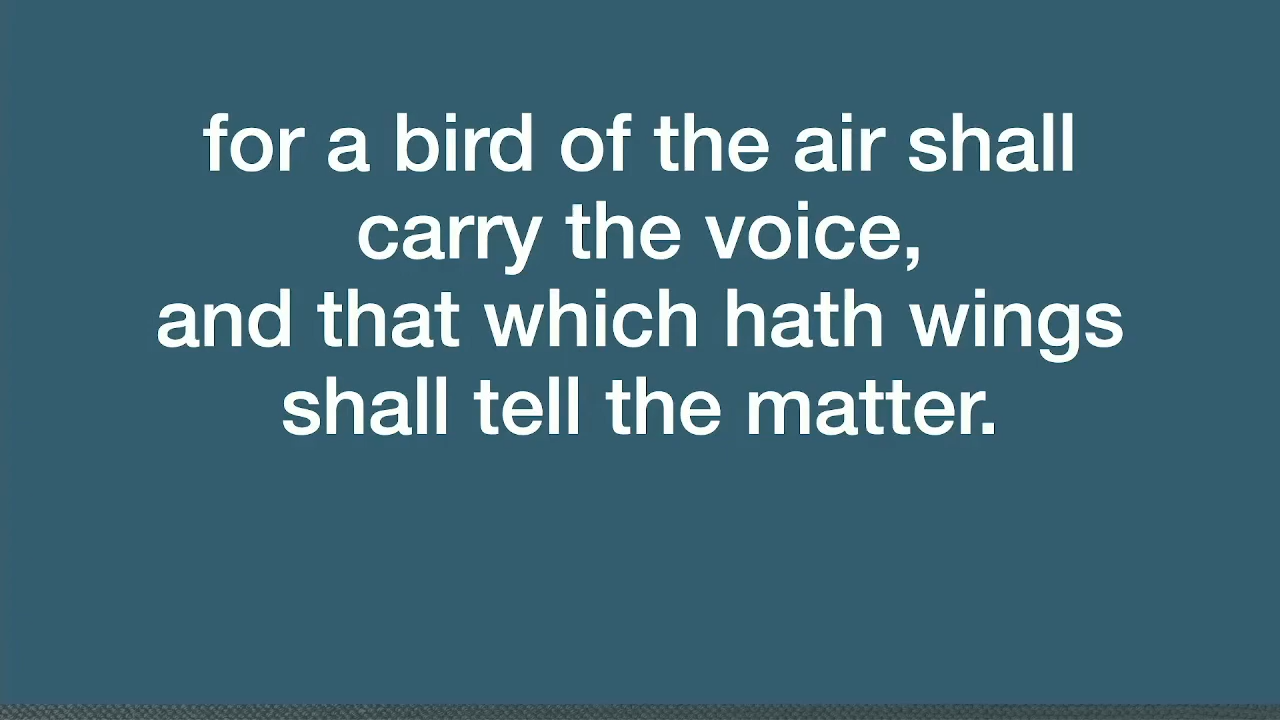 for a bird of the air shall
carry the voice,
and that which hath wings
shall tell the matter.